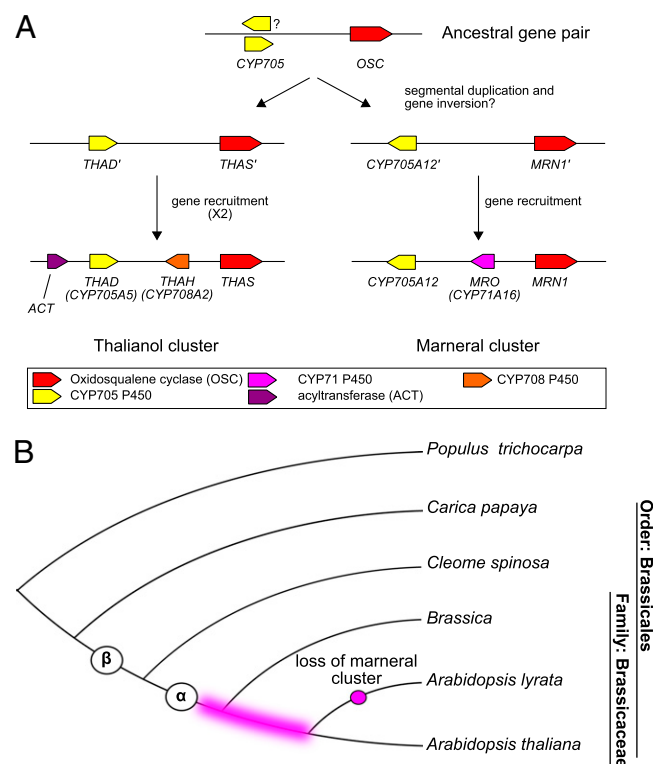 A
?
CYP705
OSC
Ancestral gene pair
segmental duplication and
gene inversion?
THAD'
THAS'
CYP705A12'
MRN1'
gene recruitment
(X2)
gene recruitment
ACT
THAD
(CYP705A5)
THAH
(CYP708A2)
THAS
CYP705A12
MRO
(CYP71A16)
MRN1
Thalianol cluster
Marneral cluster
Oxidosqualene cyclase (OSC)
CYP71 P450
CYP708 P450
CYP705 P450
acyltransferase (ACT)
B
Populus trichocarpa
Carica papaya
Cleome spinosa
Brassica
loss of marneral
cluster
Arabidopsis lyrata
Arabidopsis thaliana
β
α
Order: Brassicales
Family: Brassicaceae